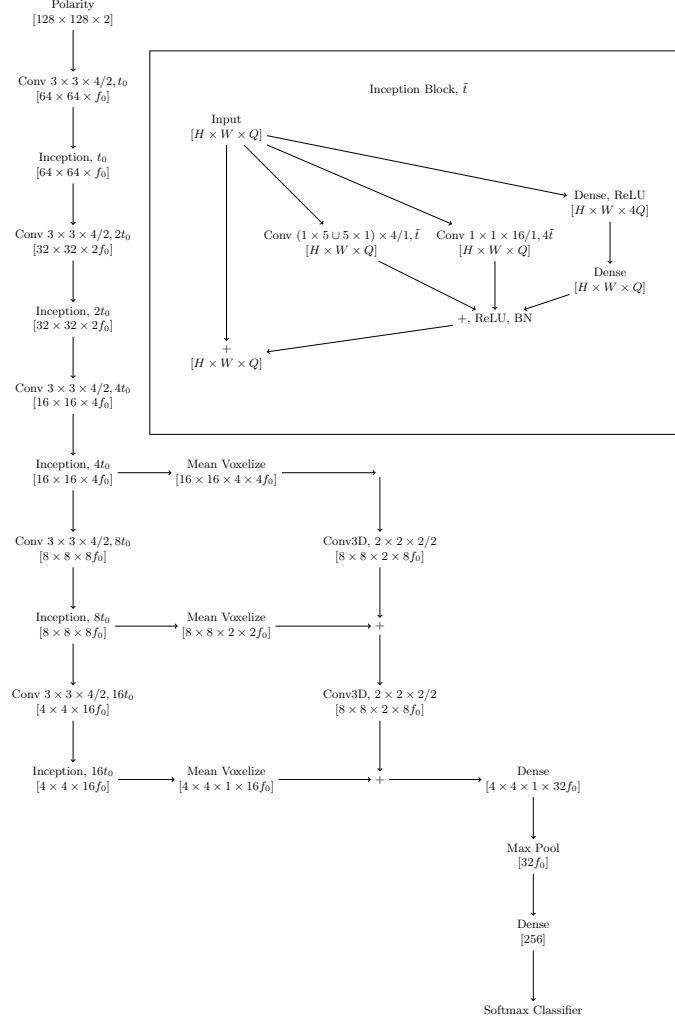 Polarity
[128 × 128 × 2]
Conv 3 × 3 × 4/2, t₀
[64 × 64 × f₀]
Inception, t₀
[64 × 64 × f₀]
Conv 3 × 3 × 4/2, 2t₀
[32 × 32 × 2f₀]
Inception, 2t₀
[32 × 32 × 2f₀]
Conv 3 × 3 × 4/2, 4t₀
[16 × 16 × 4f₀]
Inception Block, t̄
Input
[H × W × Q]
Dense, ReLU
[H × W × 4Q]
Conv (1 × 5 ∪ 5 × 1) × 4/1, t̄
[H × W × Q]
Conv 1 × 1 × 16/1, 4t̄
[H × W × Q]
Dense
[H × W × Q]
+, ReLU, BN
+
[H × W × Q]
Inception, 4t₀
[16 × 16 × 4f₀]
Mean Voxelize
[16 × 16 × 4 × 4f₀]
Conv 3 × 3 × 4/2, 8t₀
[8 × 8 × 8f₀]
Conv3D, 2 × 2 × 2/2
[8 × 8 × 2 × 8f₀]
Inception, 8t₀
[8 × 8 × 8f₀]
Mean Voxelize
[8 × 8 × 2 × 2f₀]
+
Conv 3 × 3 × 4/2, 16t₀
[4 × 4 × 16f₀]
Conv3D, 2 × 2 × 2/2
[8 × 8 × 2 × 8f₀]
Inception, 16t₀
[4 × 4 × 16f₀]
Mean Voxelize
[4 × 4 × 1 × 16f₀]
+
Dense
[4 × 4 × 1 × 32f₀]
Max Pool
[32f₀]
Dense
[256]
Softmax Classifier